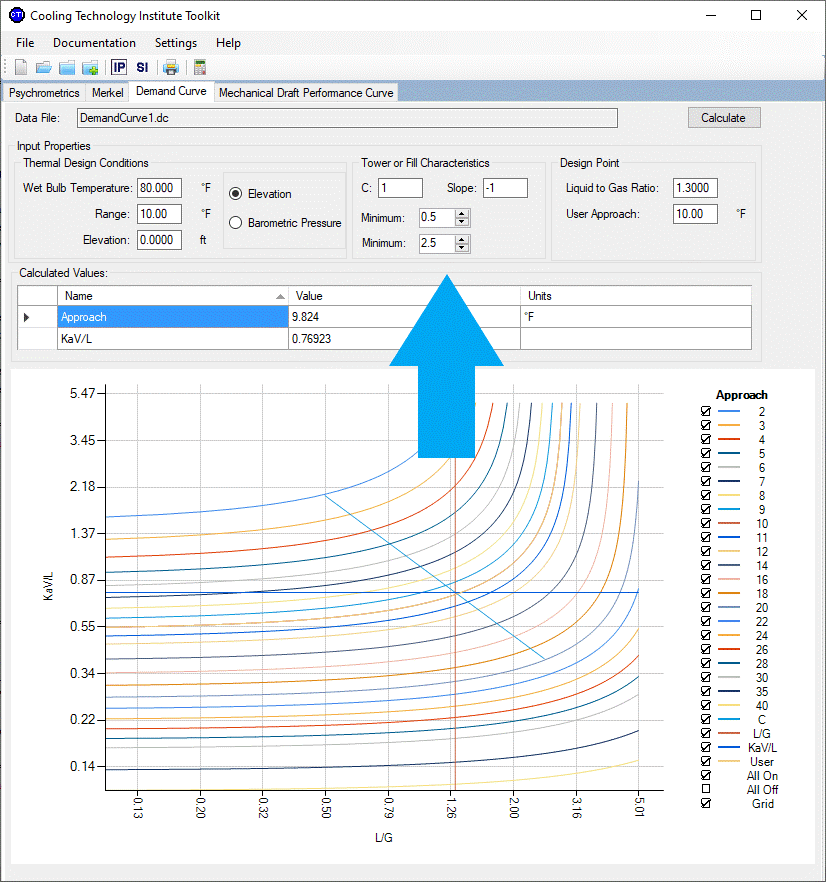 CTI Cooling Technology Institute Toolkit
File Documentation Settings Help
IP SI
Psychrometrics Merkel Demand Curve Mechanical Draft Performance Curve
Data File: DemandCurve1.dc Calculate
Input Properties
Thermal Design Conditions Tower or Fill Characteristics Design Point
Wet Bulb Temperature: 80.000 °F Elevation C: 1 Slope: -1 Liquid to Gas Ratio: 1.3000
Range: 10.00 °F Barometric Pressure Minimum: 0.5 User Approach: 10.00 °F
Elevation: 0.0000 ft Minimum: 2.5
Calculated Values:
Name Value Units
Approach 9.824 °F
KaV/L 0.76923
5.47
3.45
2.18
1.37
0.87
0.55
0.34
0.22
0.14
KaV/L
0.13 0.20 0.32 0.50 0.79 1.26 2.00 3.16 5.01
L/G
Approach
2
3
4
5
6
7
8
9
10
11
12
14
16
18
20
22
24
26
28
30
35
40
C
L/G
KaV/L
User
All On
All Off
Grid